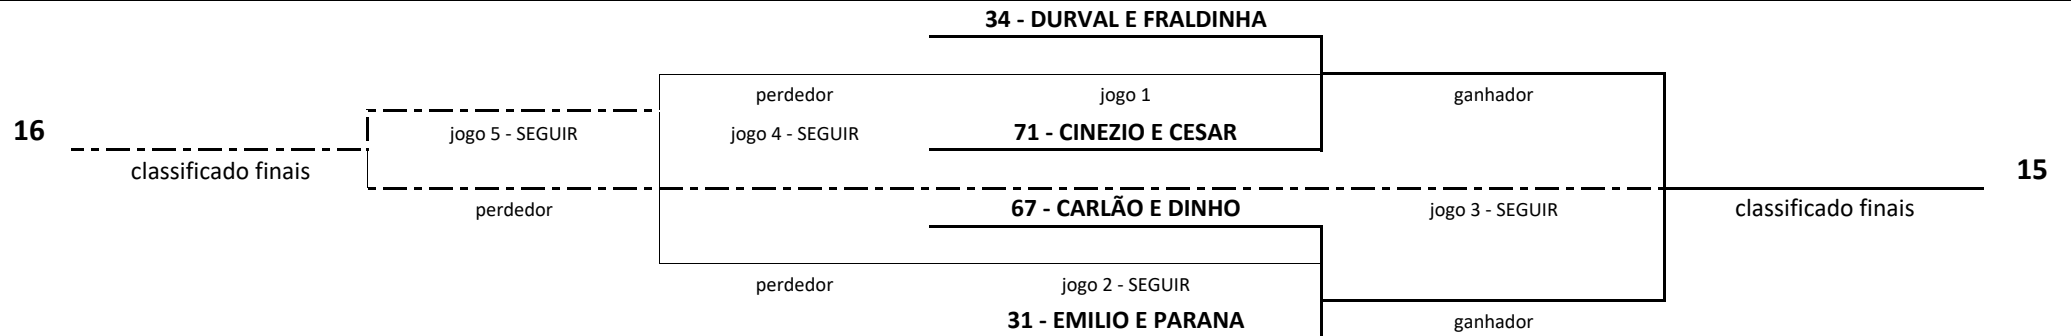 34 - DURVAL E FRALDINHA
perdedor jogo 1 ganhador
16 jogo 5 - SEGUIR jogo 4 - SEGUIR 71 - CINEZIO E CESAR
classificado finais 15
perdedor 67 - CARLÃO E DINHO jogo 3 - SEGUIR classificado finais
perdedor jogo 2 - SEGUIR
31 - EMILIO E PARANA ganhador